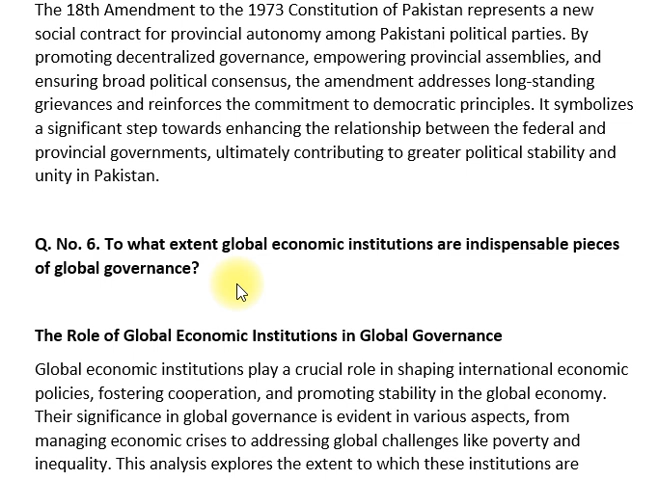 The 18th Amendment to the 1973 Constitution of Pakistan represents a new
social contract for provincial autonomy among Pakistani political parties. By
promoting decentralized governance, empowering provincial assemblies, and
ensuring broad political consensus, the amendment addresses long-standing
grievances and reinforces the commitment to democratic principles. It symbolizes
a significant step towards enhancing the relationship between the federal and
provincial governments, ultimately contributing to greater political stability and
unity in Pakistan.
Q. No. 6. To what extent global economic institutions are indispensable pieces
of global governance?
The Role of Global Economic Institutions in Global Governance
Global economic institutions play a crucial role in shaping international economic
policies, fostering cooperation, and promoting stability in the global economy.
Their significance in global governance is evident in various aspects, from
managing economic crises to addressing global challenges like poverty and
inequality. This analysis explores the extent to which these institutions are